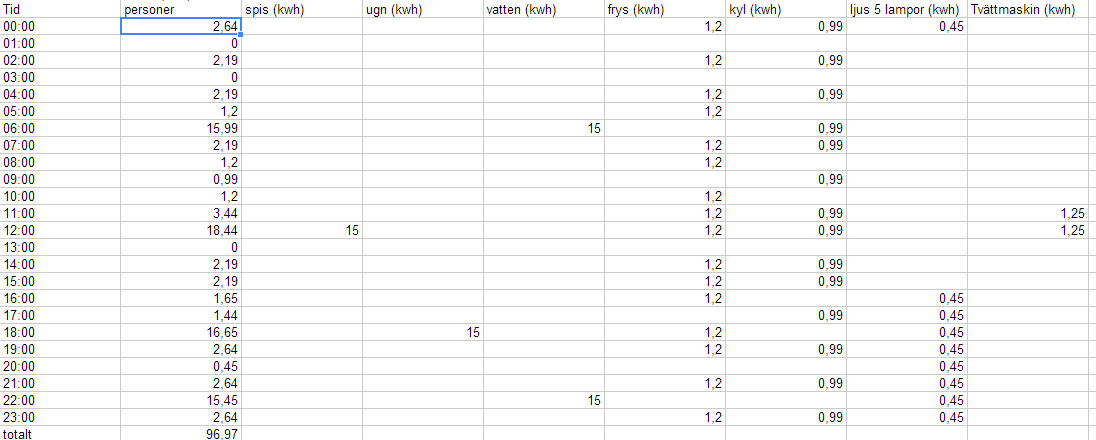 Tid personer spis (kwh) ugn (kwh) vatten (kwh) frys (kwh) kyl (kwh) ljus 5 lampor (kwh) Tvättmaskin (kwh)
00:00 2,64 1,2 0,99 0,45
01:00 0
02:00 2,19 1,2 0,99
03:00 0
04:00 2,19 1,2 0,99
05:00 1,2 1,2
06:00 15,99 15 0,99
07:00 2,19 1,2 0,99
08:00 1,2 1,2
09:00 0,99 0,99
10:00 1,2 1,2
11:00 3,44 1,2 0,99 1,25
12:00 18,44 15 1,2 0,99 1,25
13:00 0
14:00 2,19 1,2 0,99
15:00 2,19 1,2 0,99
16:00 1,65 1,2 0,45
17:00 1,44 0,99 0,45
18:00 16,65 15 1,2 0,45
19:00 2,64 1,2 0,99 0,45
20:00 0,45 0,45
21:00 2,64 1,2 0,99 0,45
22:00 15,45 15 0,45
23:00 2,64 1,2 0,99 0,45
totalt 96,97